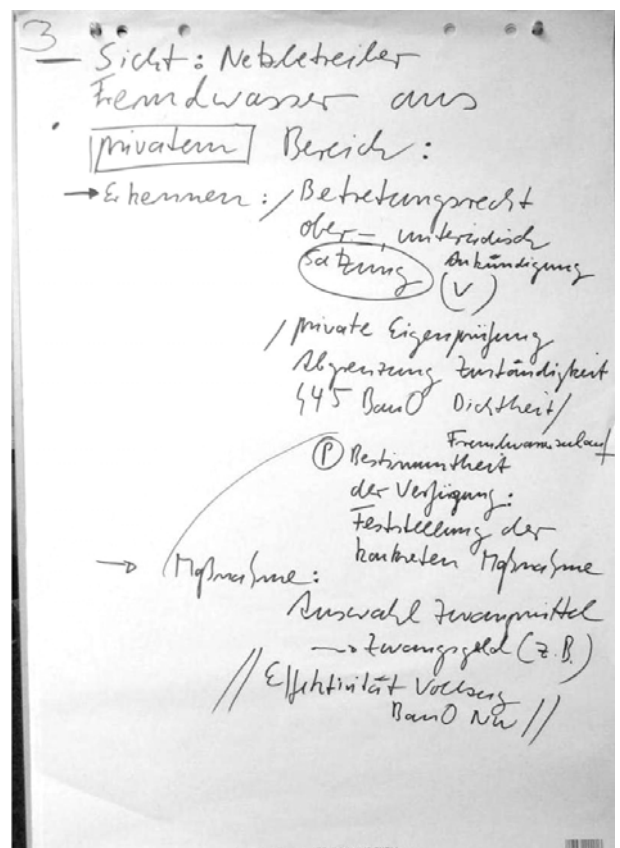 3
– Sicht: Netzbetreiber
Fremdwasser aus
privatem Bereich:
→ Erkennen: / Betretungsrecht
ober-, unterirdisch
Satzung Ankündigung
(V)
/ private Eigenprüfung
Abgrenzung Zuständigkeit
§45 BauO Dichtheit/
Fremdwasserzulauf
(P) Bestimmtheit
der Verfügung:
Feststellung der
konkreten Maßnahme
→ Maßnahme:
Auswahl Zwangsmittel
→ Zwangsgeld (z.B.)
// Effektivität Vollzug
BauO NW //